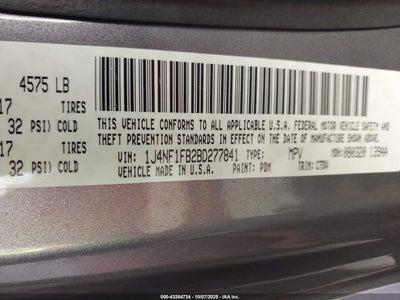 4575 LB
17 TIRES
32 PSI) COLD
17 TIRES
32 PSI) COLD
THIS VEHICLE CONFORMS TO ALL APPLICABLE U.S.A. FEDERAL MOTOR VEHICLE SAFETY,
THEFT PREVENTION STANDARDS IN EFFECT ON THE DATE OF MANUFACTURE SHOWN ABOVE.
VIN: 1J4NF1FB2BD277841 TYPE: MPV
VEHICLE MADE IN U.S.A. PAINT: PDM TRIM: C7DV
000-43384734 - 10/07/2025 - IAA Inc.